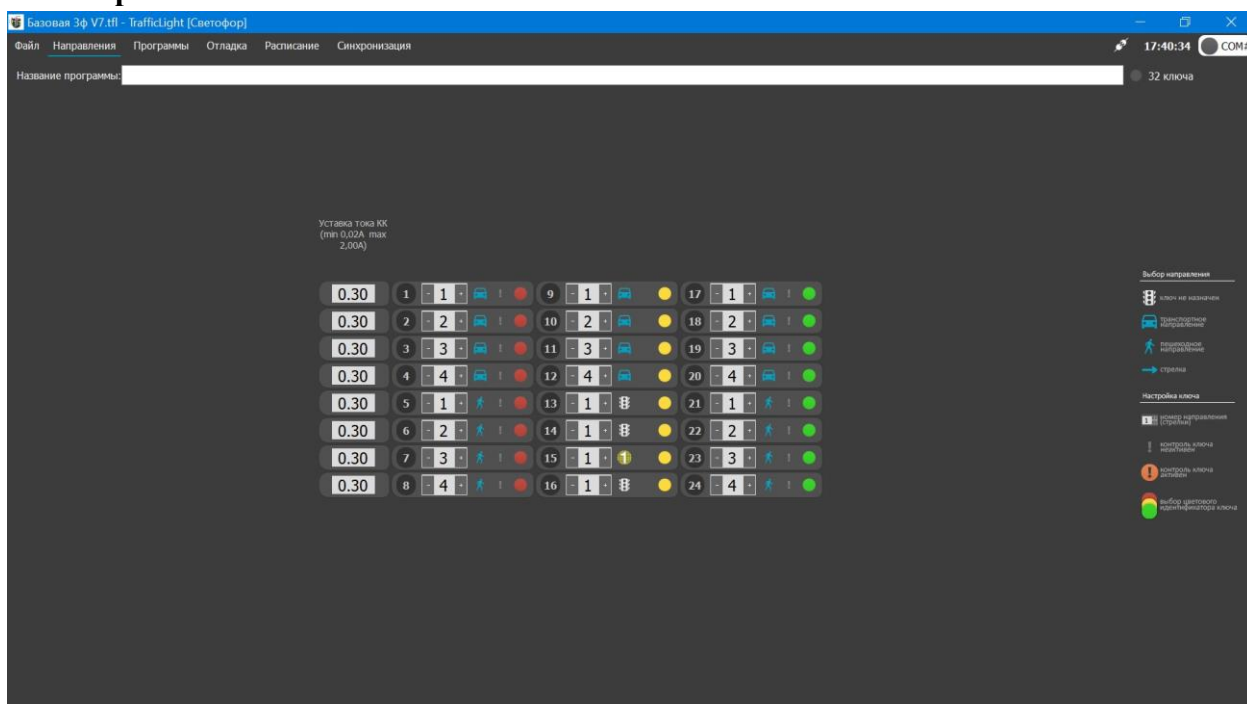 Базовая 3ф V7.tfl - TrafficLight [Светофор]
Файл Направления Программы Отладка Расписание Синхронизация 17:40:34 COM4
Название программы: 32 ключа
Уставка тока КК
(min 0,02А max
2,00А)
0.30 1 - 1 + ! 9 - 1 + 17 - 1 + !
0.30 2 - 2 + ! 10 - 2 + 18 - 2 + !
0.30 3 - 3 + ! 11 - 3 + 19 - 3 + !
0.30 4 - 4 + ! 12 - 4 + 20 - 4 + !
0.30 5 - 1 + ! 13 - 1 + 21 - 1 + !
0.30 6 - 2 + ! 14 - 1 + 22 - 2 + !
0.30 7 - 3 + ! 15 - 1 + 1 23 - 3 + !
0.30 8 - 4 + ! 16 - 1 + 24 - 4 + !
Выбор направления
ключ не назначен
транспортное
направление
пешеходное
направление
стрелка
Настройка ключа
1 номер направления
(стрелки)
! контроль ключа
неактивен
! контроль ключа
активен
выбор цветового
идентификатора ключа